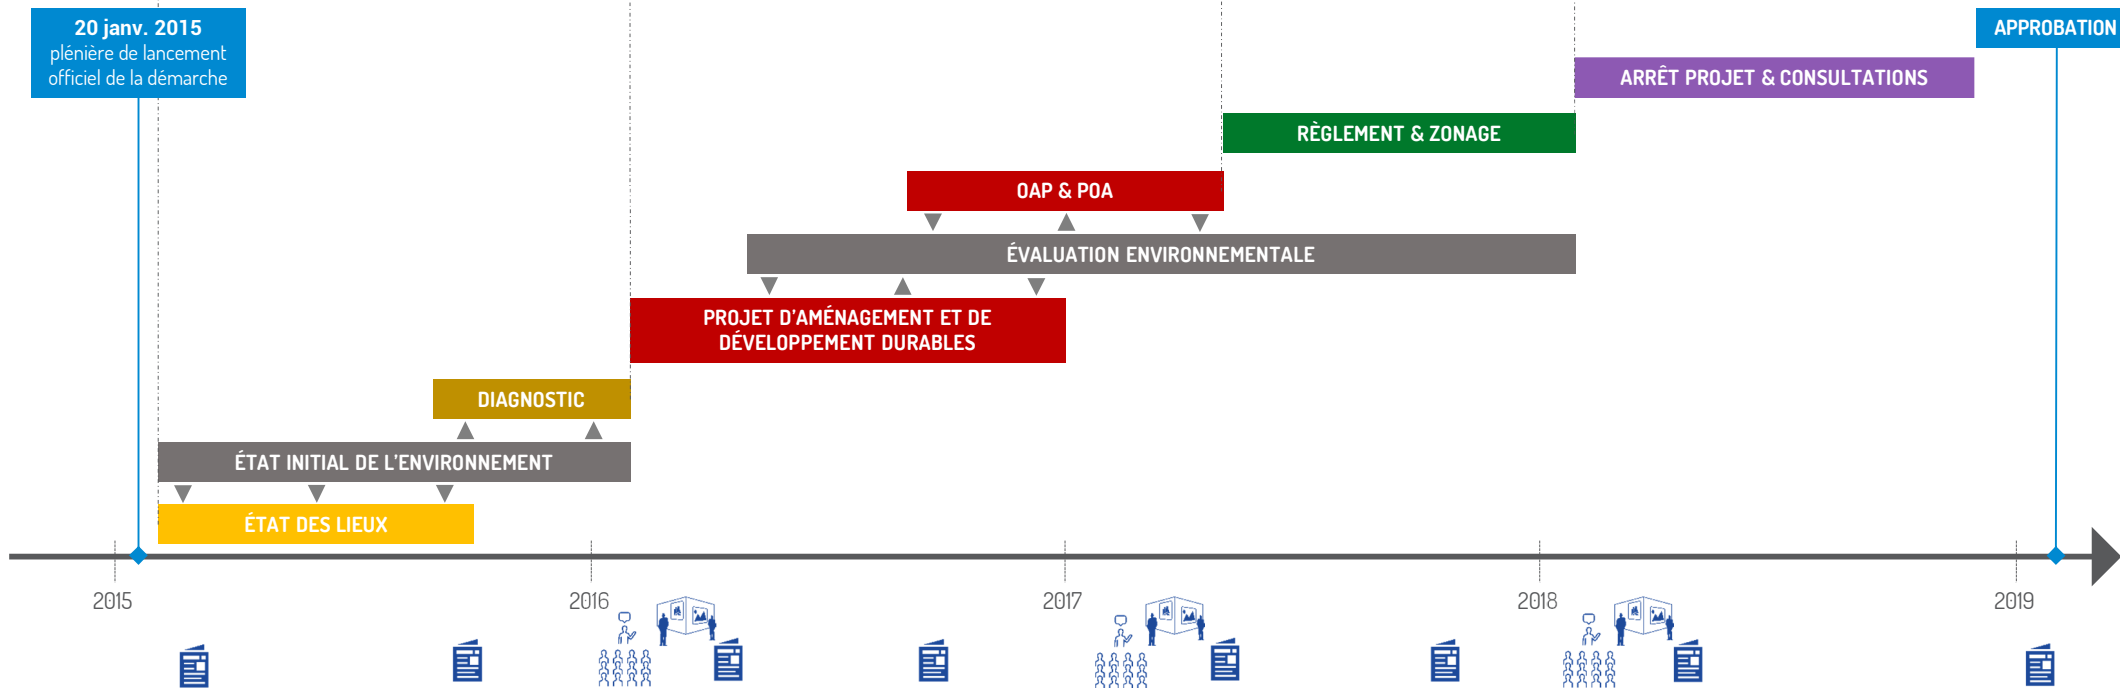 20 janv. 2015
plénière de lancement
officiel de la démarche
APPROBATION
ARRÊT PROJET & CONSULTATIONS
RÈGLEMENT & ZONAGE
OAP & POA
ÉVALUATION ENVIRONNEMENTALE
PROJET D'AMÉNAGEMENT ET DE
DÉVELOPPEMENT DURABLES
DIAGNOSTIC
ÉTAT INITIAL DE L'ENVIRONNEMENT
ÉTAT DES LIEUX
2015
2016
2017
2018
2019